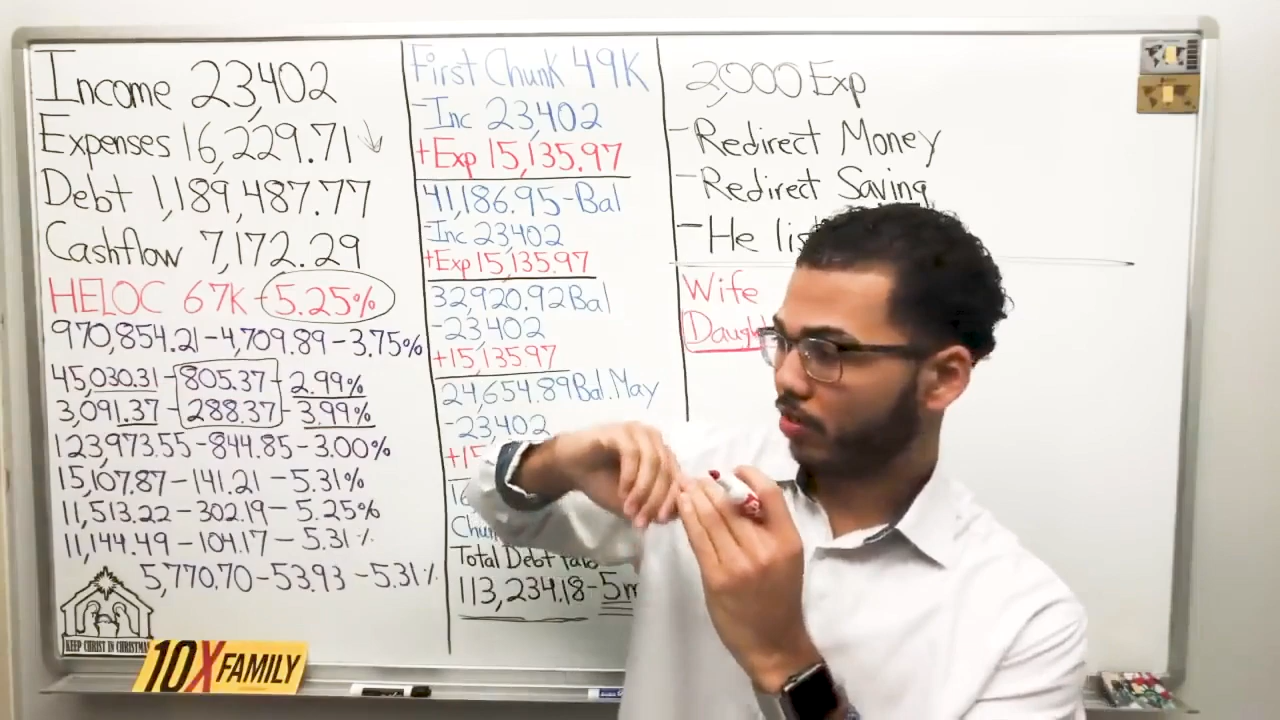 Income 23,402
Expenses 16,229.71 ↓
Debt 1,189,487.77
Cashflow 7,172.29
HELOC 67K - 5.25%
970,854.21 - 4,709.89 - 3.75%
45,030.31 - 805.37 - 2.99%
3,091.37 - 288.37 - 3.99%
123,973.55 - 844.85 - 3.00%
15,107.87 - 141.21 - 5.31%
11,513.22 - 302.19 - 5.25%
11,144.49 - 104.17 - 5.31%
5,770.70 - 53.93 - 5.31%
KEEP CHRIST IN CHRISTMAS
10X FAMILY
First Chunk 49K
-Inc 23,402
+Exp 15,135.97
41,186.95 - Bal
-Inc 23,402
+Exp 15,135.97
32,920.92 Bal
-23,402
+15,135.97
24,654.89 Bal. May
-23,402
Total Debt
113,234.18 - 5
2,000 Exp
- Redirect Money
- Redirect Saving
- He
Wife